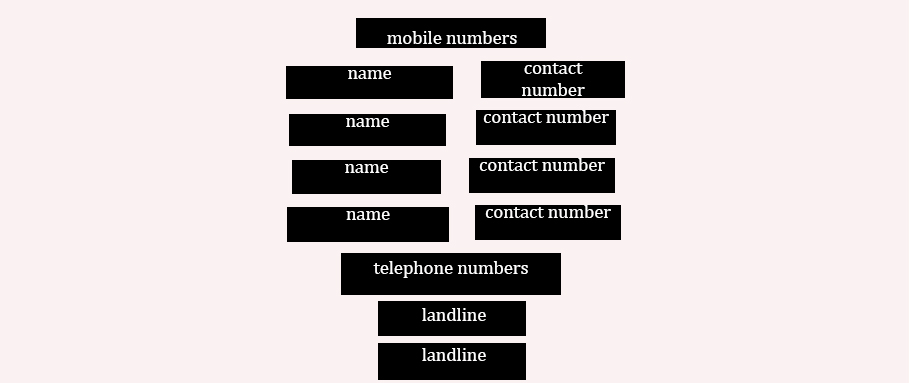 mobile numbers
name
contact
number
name
contact number
name
contact number
name
contact number
telephone numbers
landline
landline